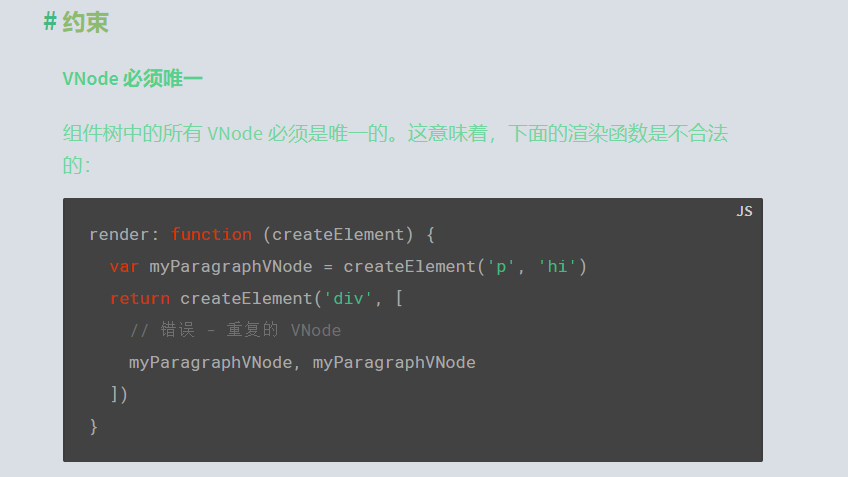 # 约束
VNode 必须唯一
组件树中的所有 VNode 必须是唯一的。这意味着，下面的渲染函数是不合法
的：
JS
render: function (createElement) {
  var myParagraphVNode = createElement('p', 'hi')
  return createElement('div', [
    // 错误 - 重复的 VNode
    myParagraphVNode, myParagraphVNode
  ])
}